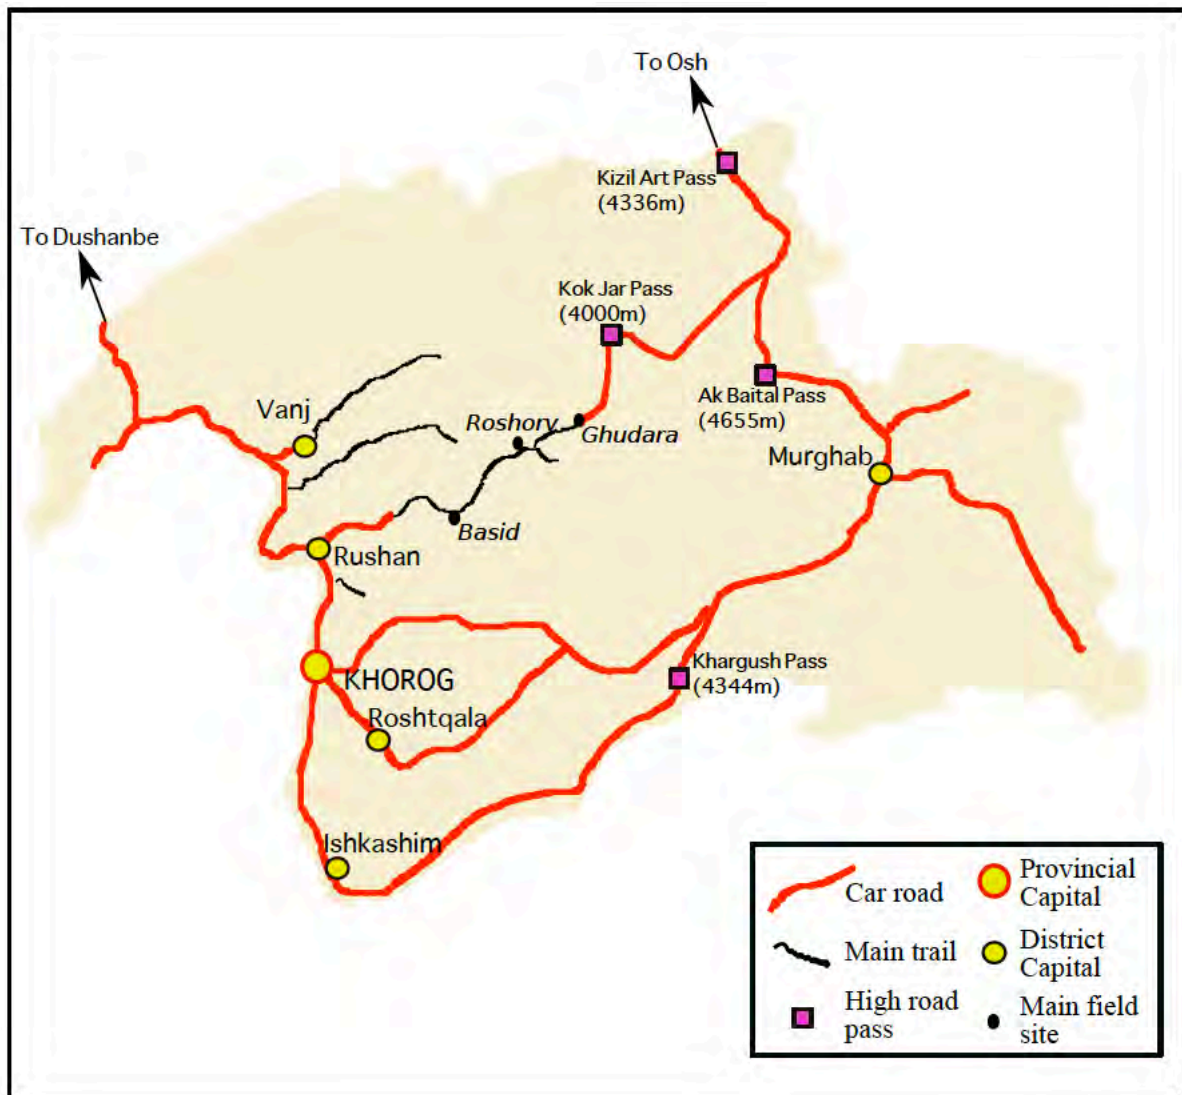 To Osh
Kizil Art Pass
(4336m)
To Dushanbe
Kok Jar Pass
(4000m)
Ak Baital Pass
(4655m)
Vanj
Roshorv
Ghudara
Murghab
Basid
Rushan
Khargush Pass
(4344m)
KHOROG
Roshtqala
Ishkashim
Car road
Provincial
Capital
Main trail
District
Capital
High road
pass
Main field
site